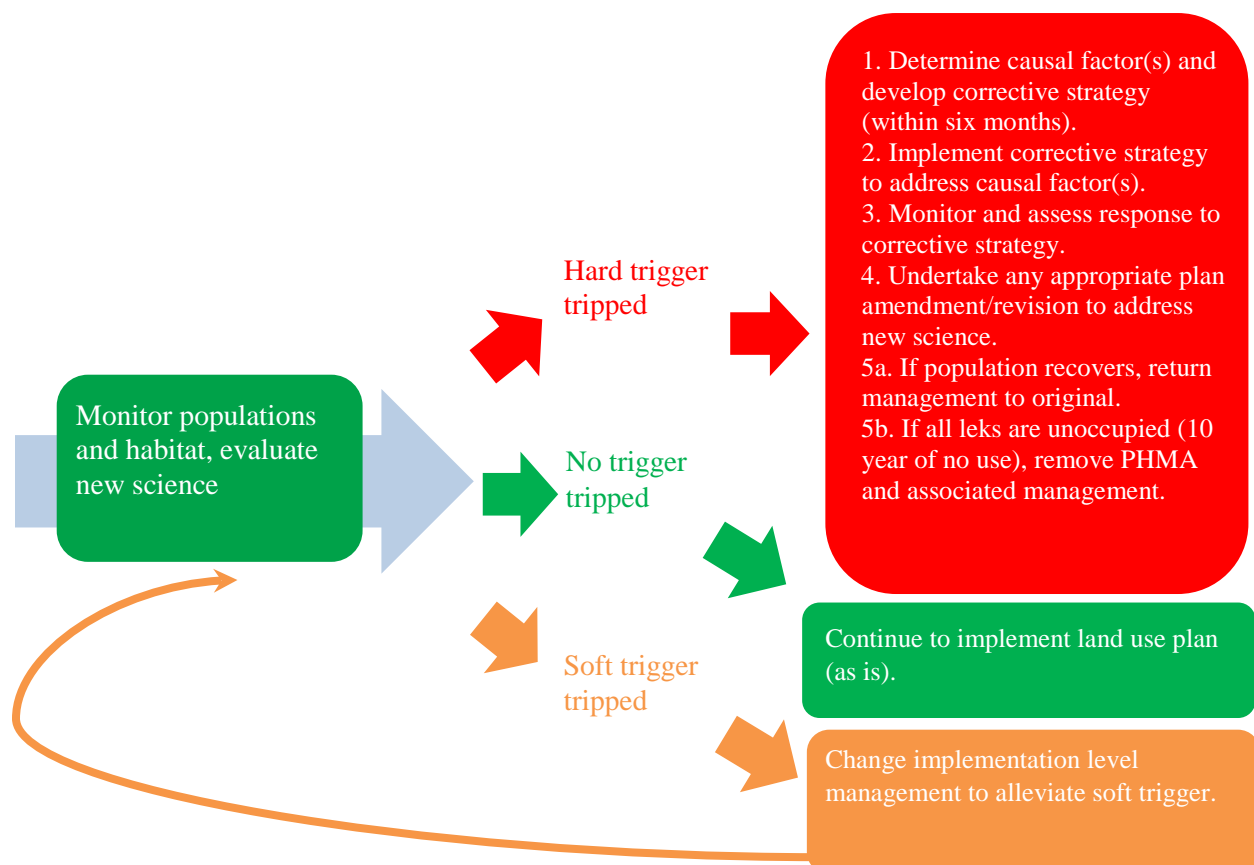 Monitor populations
and habitat, evaluate
new science
Hard trigger
tripped
1. Determine causal factor(s) and
develop corrective strategy
(within six months).
2. Implement corrective strategy
to address causal factor(s).
3. Monitor and assess response to
corrective strategy.
4. Undertake any appropriate plan
amendment/revision to address
new science.
5a. If population recovers, return
management to original.
5b. If all leks are unoccupied (10
year of no use), remove PHMA
and associated management.
No trigger
tripped
Continue to implement land use plan
(as is).
Soft trigger
tripped
Change implementation level
management to alleviate soft trigger.